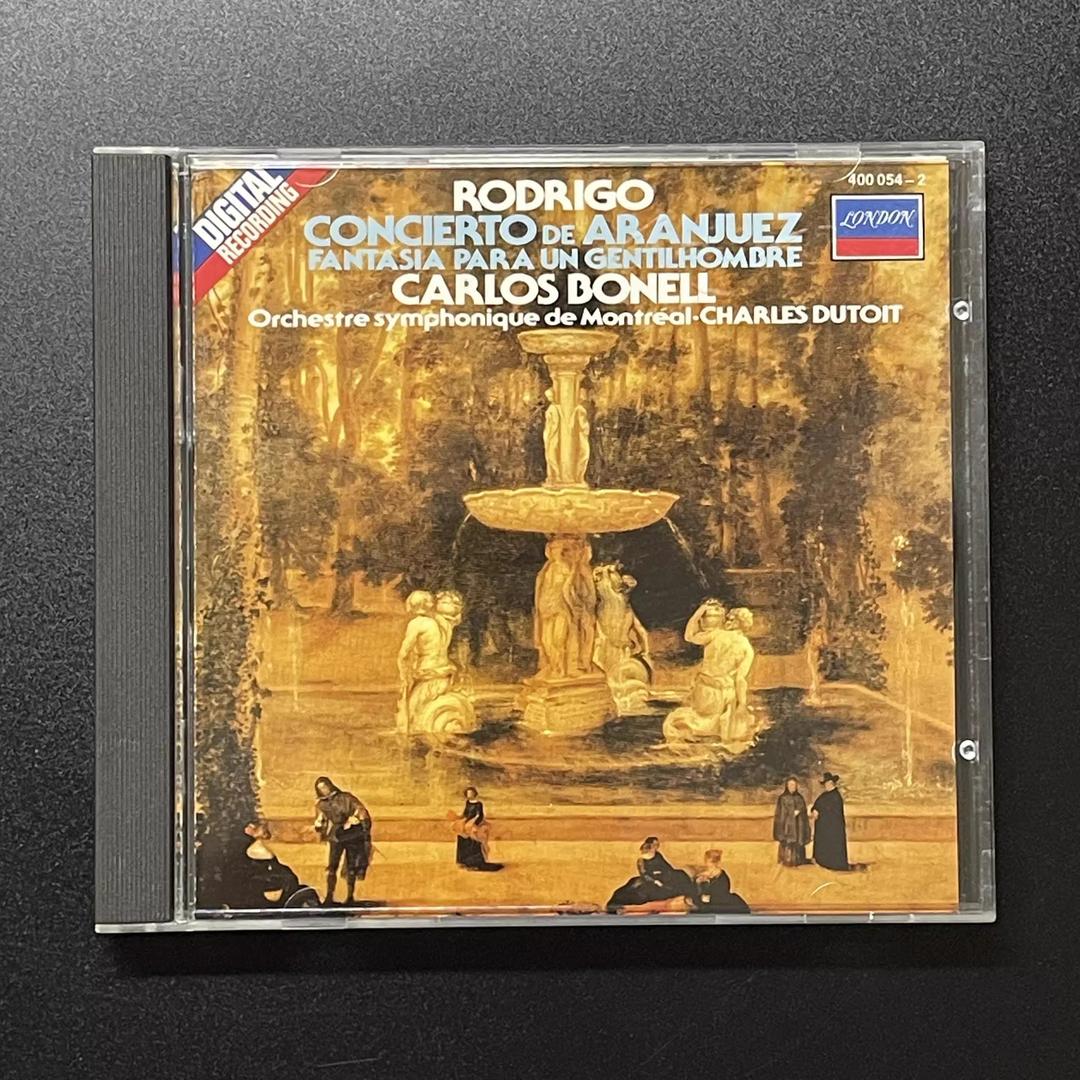 DIGITAL
RECORDING
RODRIGO
CONCIERTO DE ARANJUEZ
FANTASIA PARA UN GENTILHOMBRE
CARLOS BONELL
Orchestre symphonique de Montréal·CHARLES DUTOIT
400 054-2
LONDON